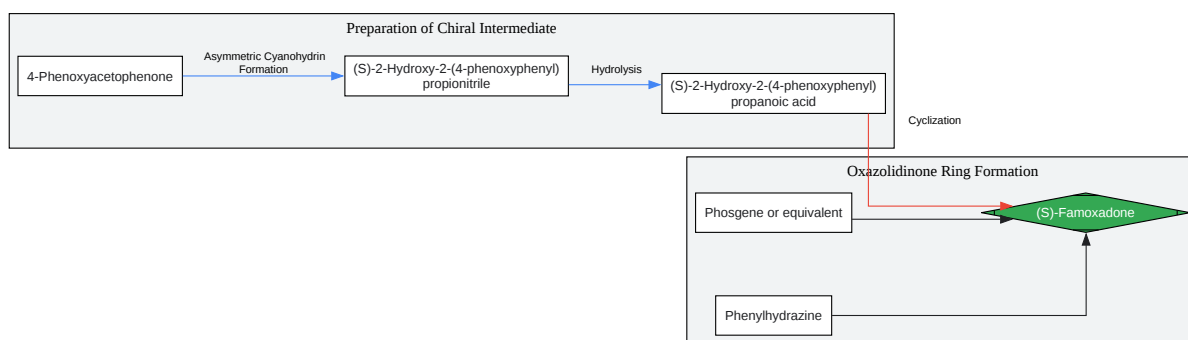 Preparation of Chiral Intermediate
4-Phenoxyacetophenone
Asymmetric Cyanohydrin
Formation
(S)-2-Hydroxy-2-(4-phenoxyphenyl)
propionitrile
Hydrolysis
(S)-2-Hydroxy-2-(4-phenoxyphenyl)
propanoic acid
Cyclization
Oxazolidinone Ring Formation
Phosgene or equivalent
(S)-Famoxadone
Phenylhydrazine